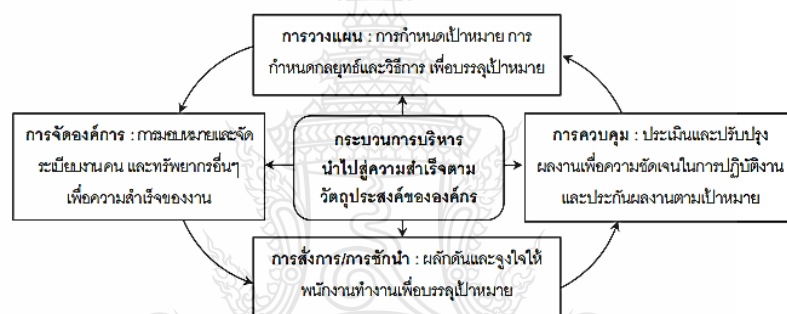 การวางแผน : การกำหนดเป้าหมาย การ
กำหนดกลยุทธ์และวิธีการ เพื่อบรรลุเป้าหมาย
การจัดองค์การ : การมอบหมายและจัด
ระเบียบงานคน และทรัพยากรอื่นๆ
เพื่อความสำเร็จของงาน
กระบวนการบริหาร
นำไปสู่ความสำเร็จตาม
วัตถุประสงค์ขององค์กร
การควบคุม : ประเมินและปรับปรุง
ผลงานเพื่อความชัดเจนในการปฏิบัติงาน
และประกันผลงานตามเป้าหมาย
การสั่งการ/การชักนำ : ผลักดันและจูงใจให้
พนักงานทำงานเพื่อบรรลุเป้าหมาย